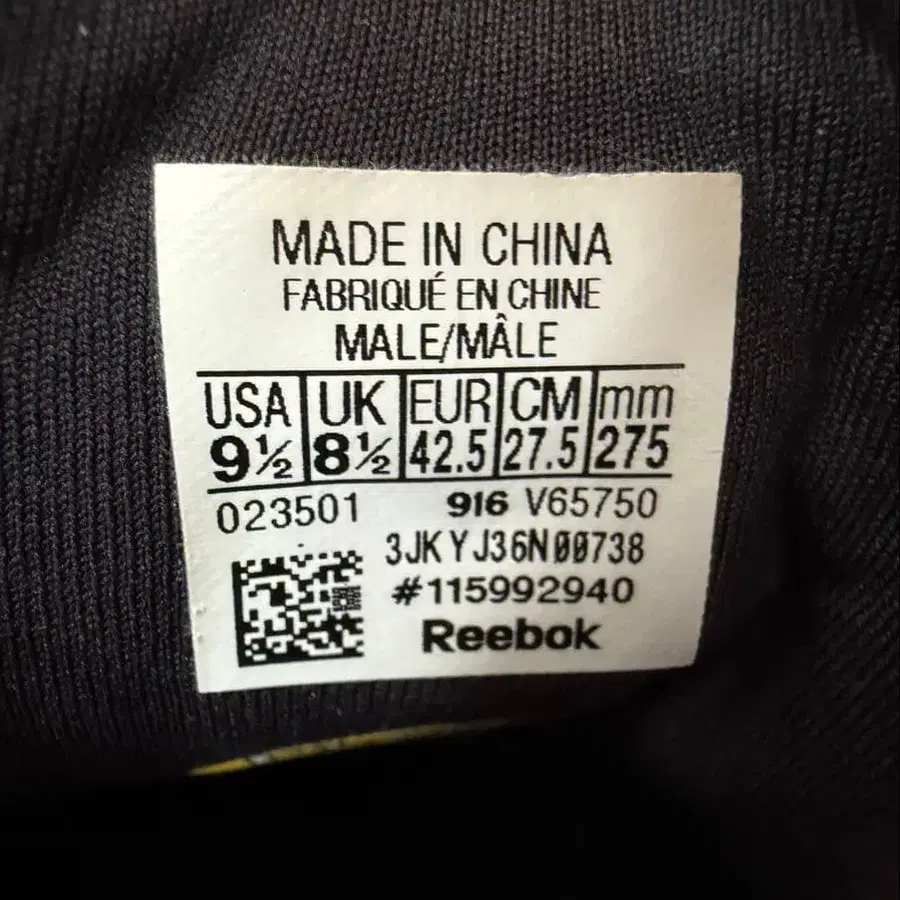 MADE IN CHINA
FABRIQUÉ EN CHINE
MALE/MÂLE
USA UK EUR CM mm
9½ 8½ 42.5 27.5 275
023501 916 V65750
3JKYJ36N00738
#115992940
Reebok